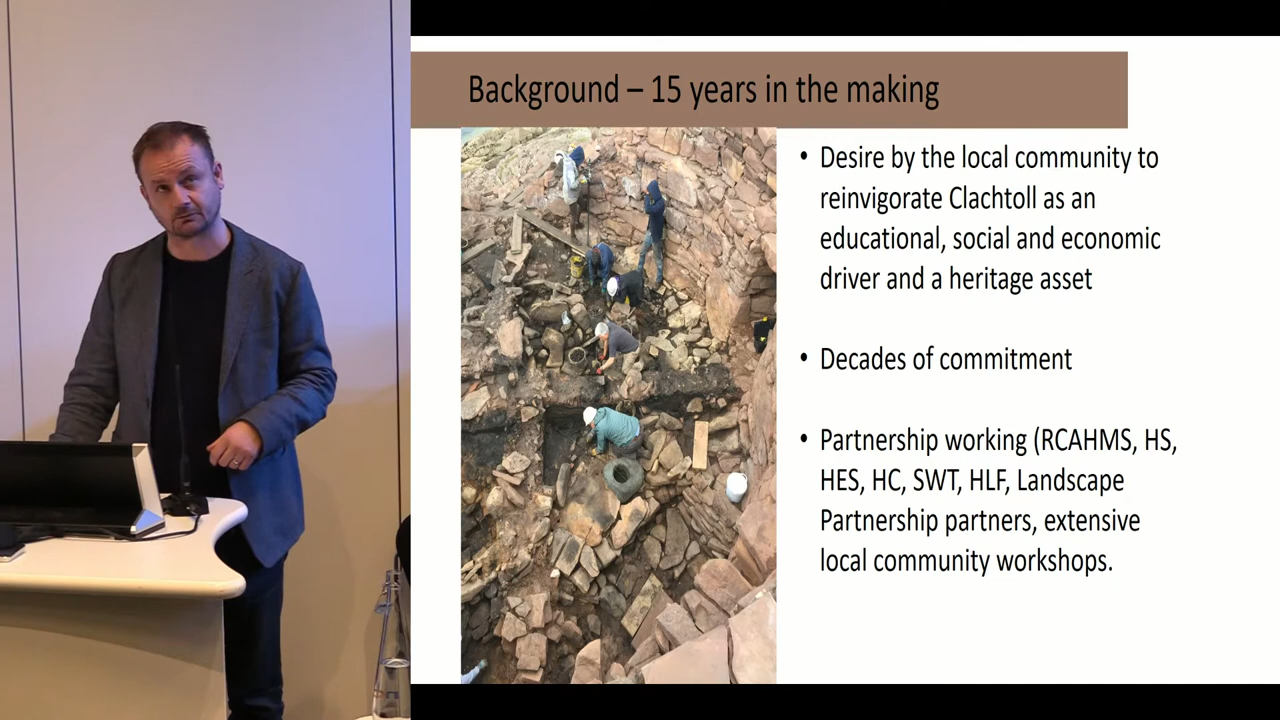 Background – 15 years in the making
• Desire by the local community to
reinvigorate Clachtoll as an
educational, social and economic
driver and a heritage asset
• Decades of commitment
• Partnership working (RCAHMS, HS,
HES, HC, SWT, HLF, Landscape
Partnership partners, extensive
local community workshops.